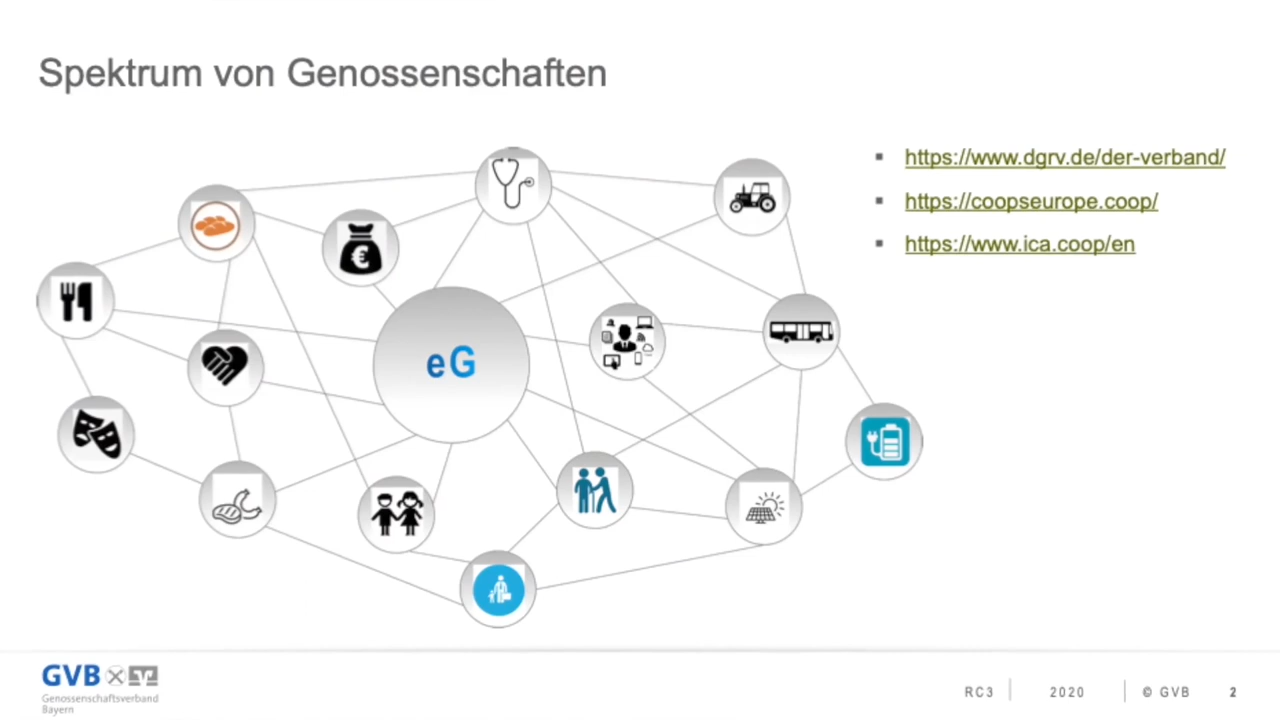 Spektrum von Genossenschaften
https://www.dgrv.de/der-verband/
https://coopseurope.coop/
https://www.ica.coop/en
€
eG
GVB
Genossenschaftsverband
Bayern
RC3
2020
© GVB
2